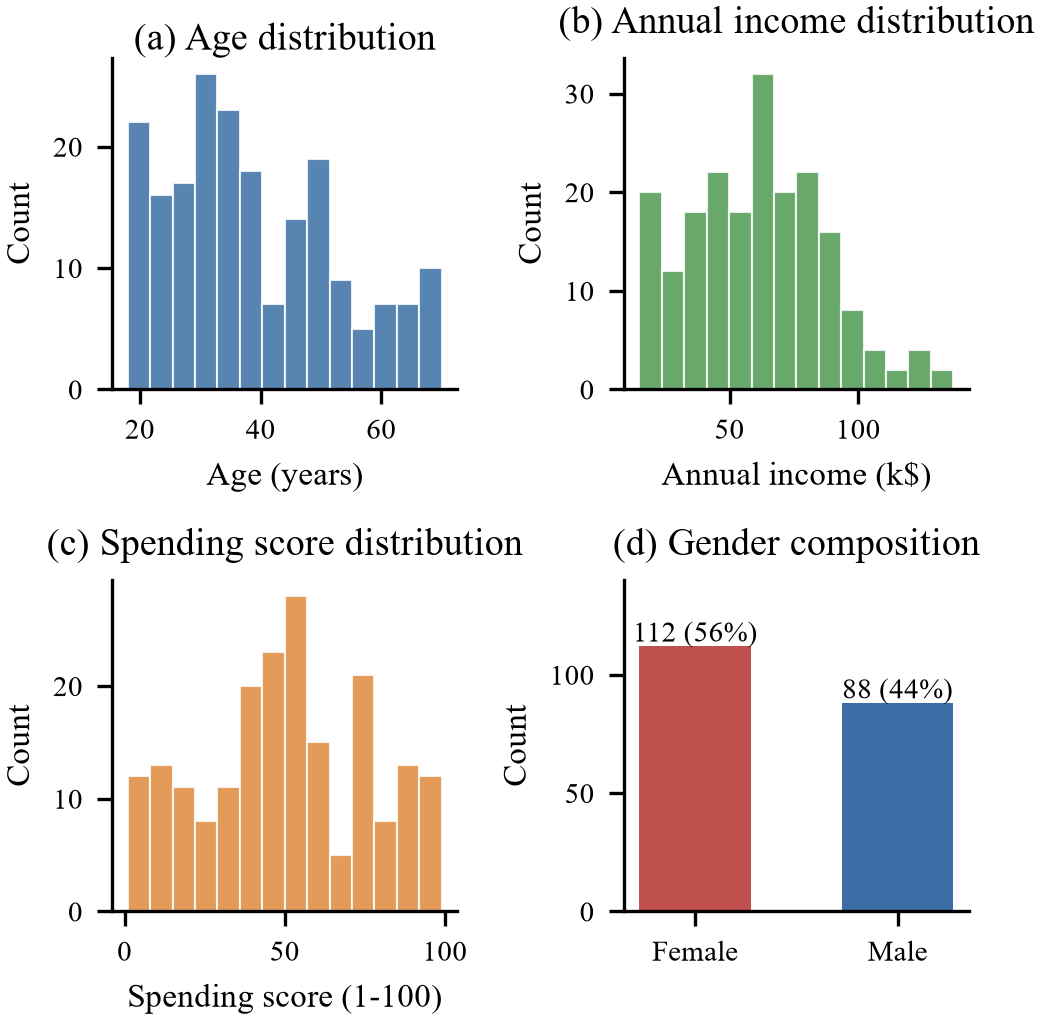 (a) Age distribution
Count
20
10
0
20 40 60
Age (years)
(b) Annual income distribution
Count
30
20
10
0
50 100
Annual income (k$)
(c) Spending score distribution
Count
20
10
0
0 50 100
Spending score (1-100)
(d) Gender composition
Count
100
50
0
112 (56%)
88 (44%)
Female Male